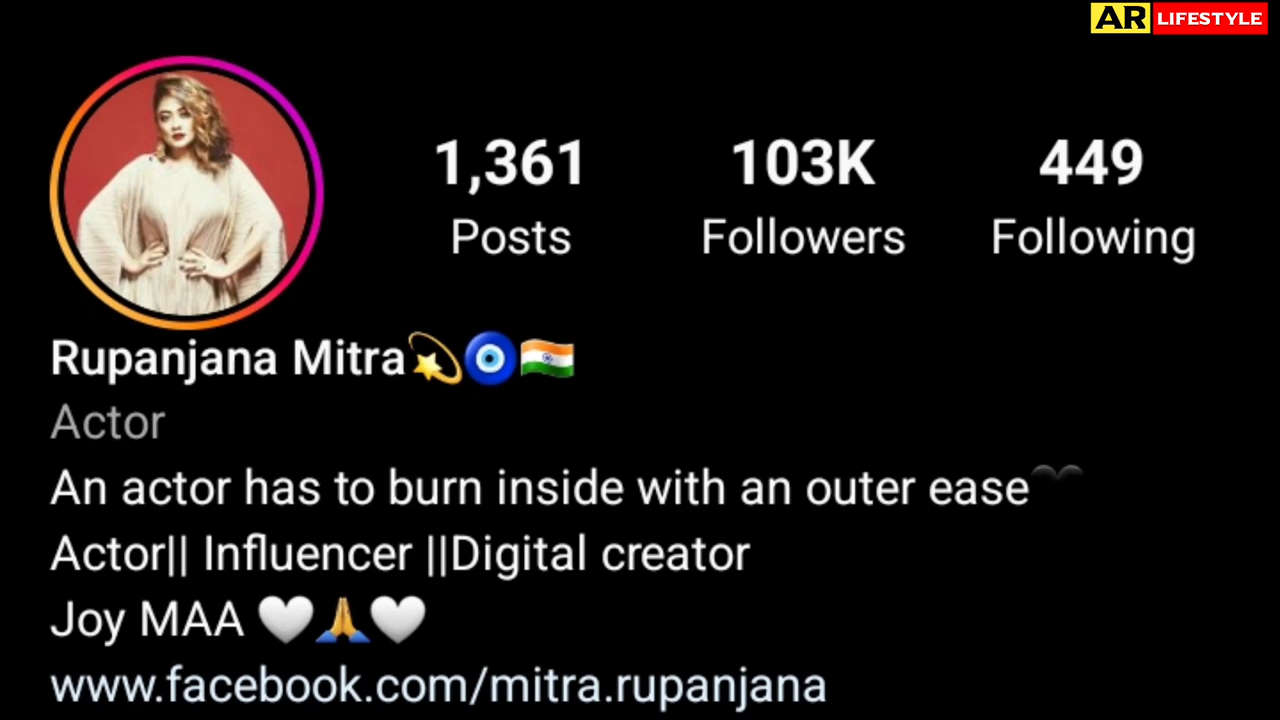 AR LIFESTYLE
1,361 103K 449
Posts Followers Following
Rupanjana Mitra💫🧿🇮🇳
Actor
An actor has to burn inside with an outer ease🖤
Actor|| Influencer ||Digital creator
Joy MAA 🤍🙏🤍
www.facebook.com/mitra.rupanjana